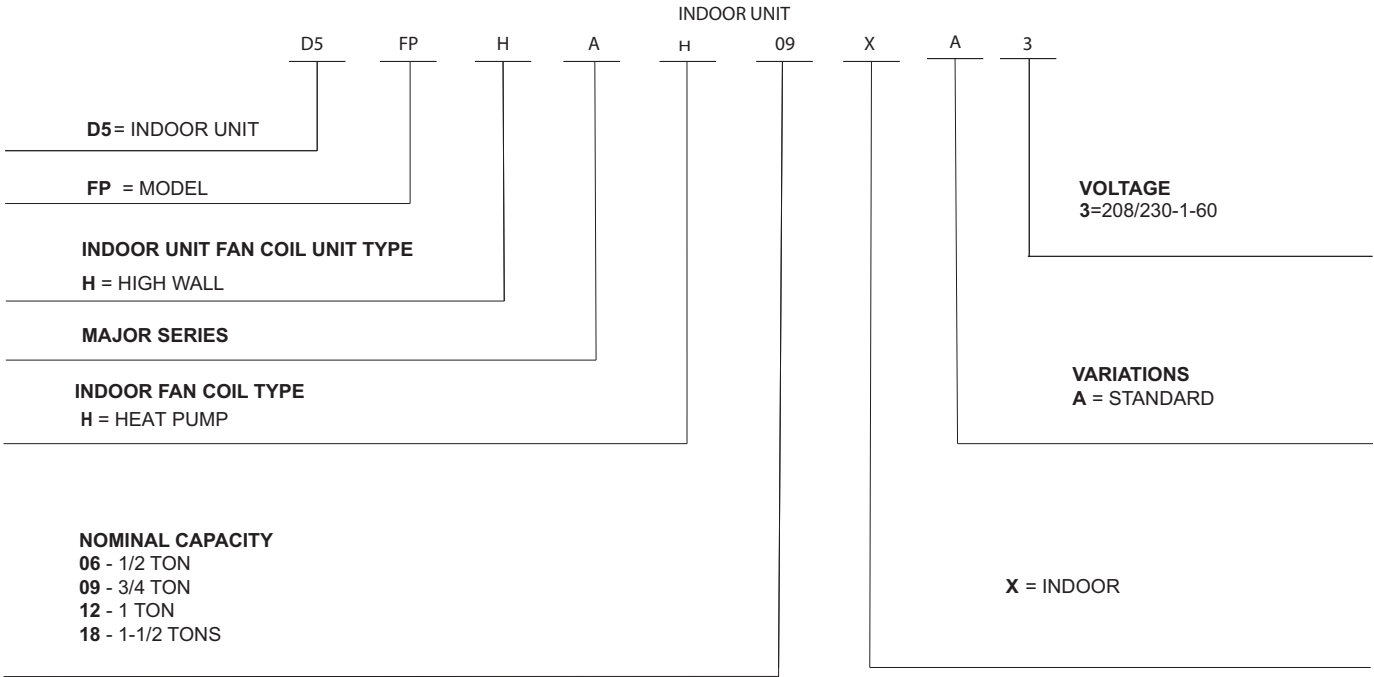 INDOOR UNIT
D5 FP H A H 09 X A 3
D5= INDOOR UNIT
FP = MODEL
INDOOR UNIT FAN COIL UNIT TYPE
H = HIGH WALL
MAJOR SERIES
INDOOR FAN COIL TYPE
H = HEAT PUMP
NOMINAL CAPACITY
06 - 1/2 TON
09 - 3/4 TON
12 - 1 TON
18 - 1-1/2 TONS
VOLTAGE
3=208/230-1-60
VARIATIONS
A = STANDARD
X = INDOOR